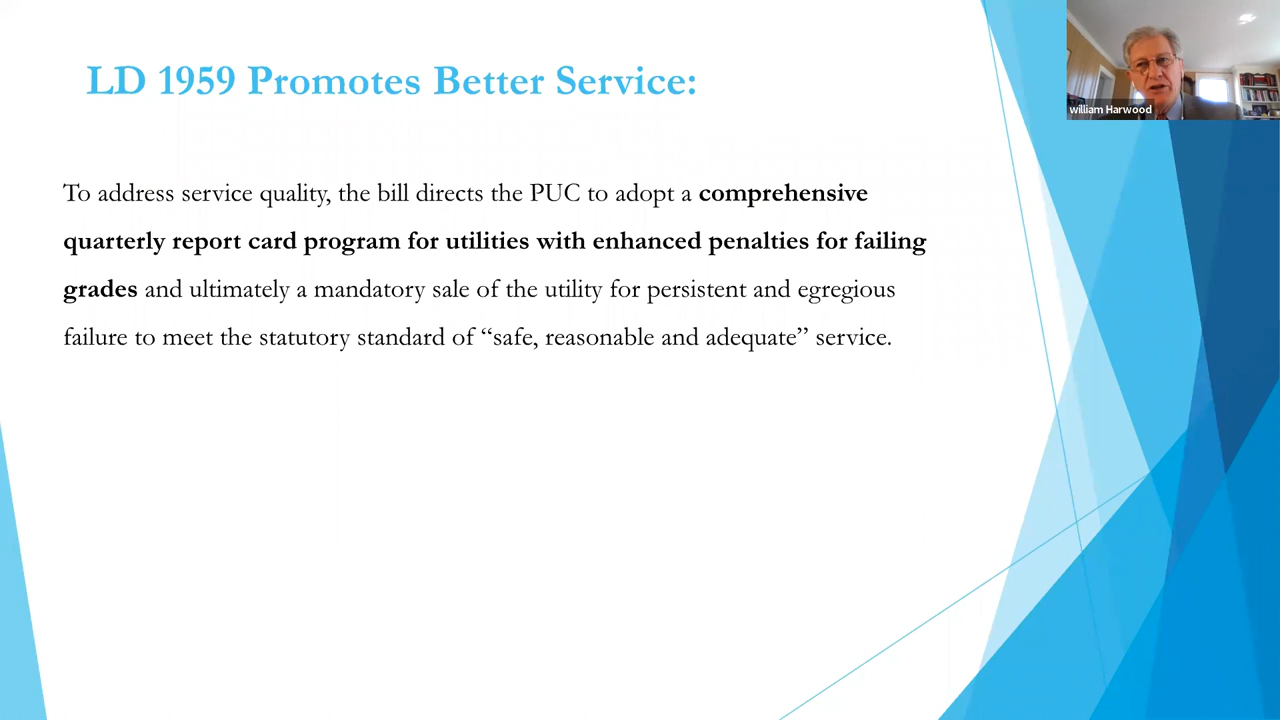 LD 1959 Promotes Better Service:
william Harwood
To address service quality, the bill directs the PUC to adopt a comprehensive
quarterly report card program for utilities with enhanced penalties for failing
grades and ultimately a mandatory sale of the utility for persistent and egregious
failure to meet the statutory standard of “safe, reasonable and adequate” service.